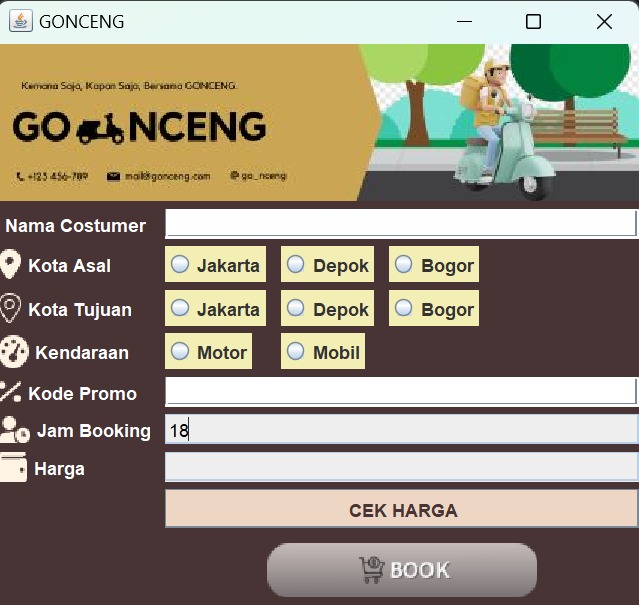 GONCENG
Kemana Saja, Kapan Saja, Bersama GONCENG.
GO NCENG
+123 456-789 mail@gonceng.com @go_nceng
Nama Costumer
Kota Asal Jakarta Depok Bogor
Kota Tujuan Jakarta Depok Bogor
Kendaraan Motor Mobil
Kode Promo
Jam Booking 18
Harga
CEK HARGA
BOOK